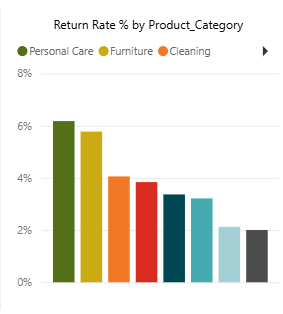 Return Rate % by Product_Category
Personal Care Furniture Cleaning
8%
6%
4%
2%
0%